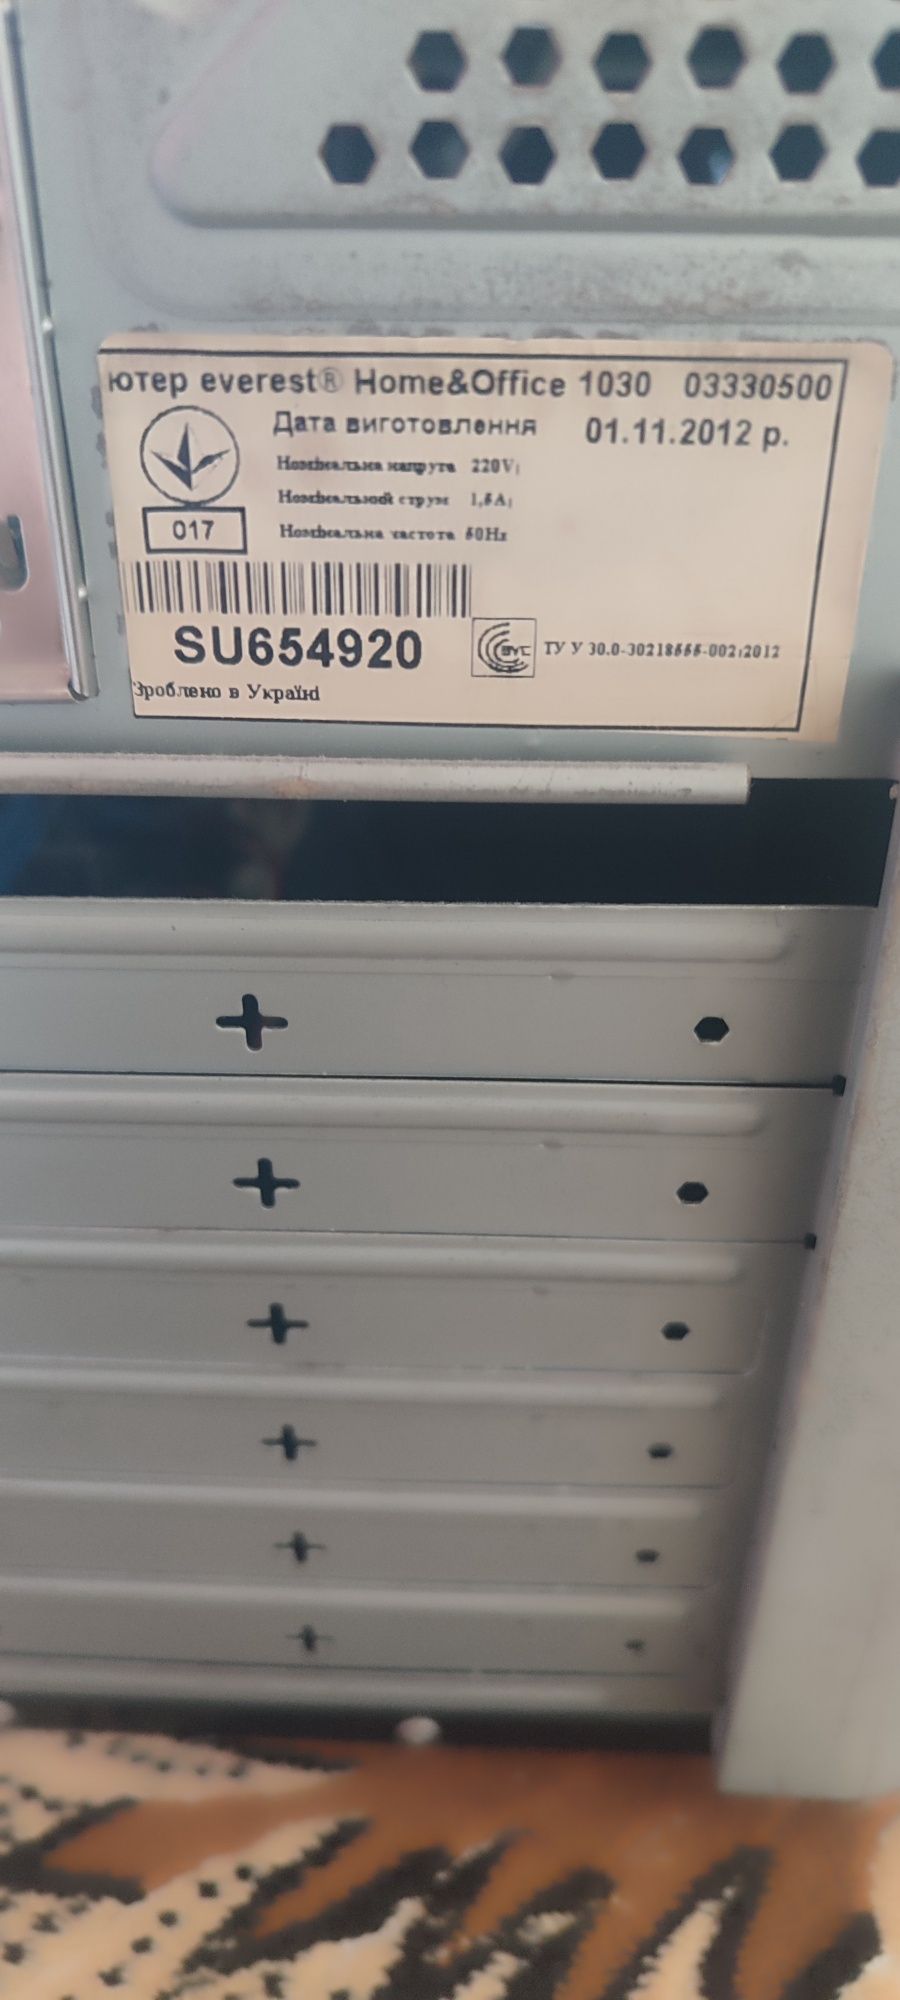 ютер everest® Home&Office 1030 03330500
Дата виготовлення 01.11.2012 р.
Номінальна напруга 220V;
Номінальний струм 1,5A;
Номінальна частота 50Hz
017
SU654920
ТУ У 30.0-30218555-002:2012
Зроблено в Україні